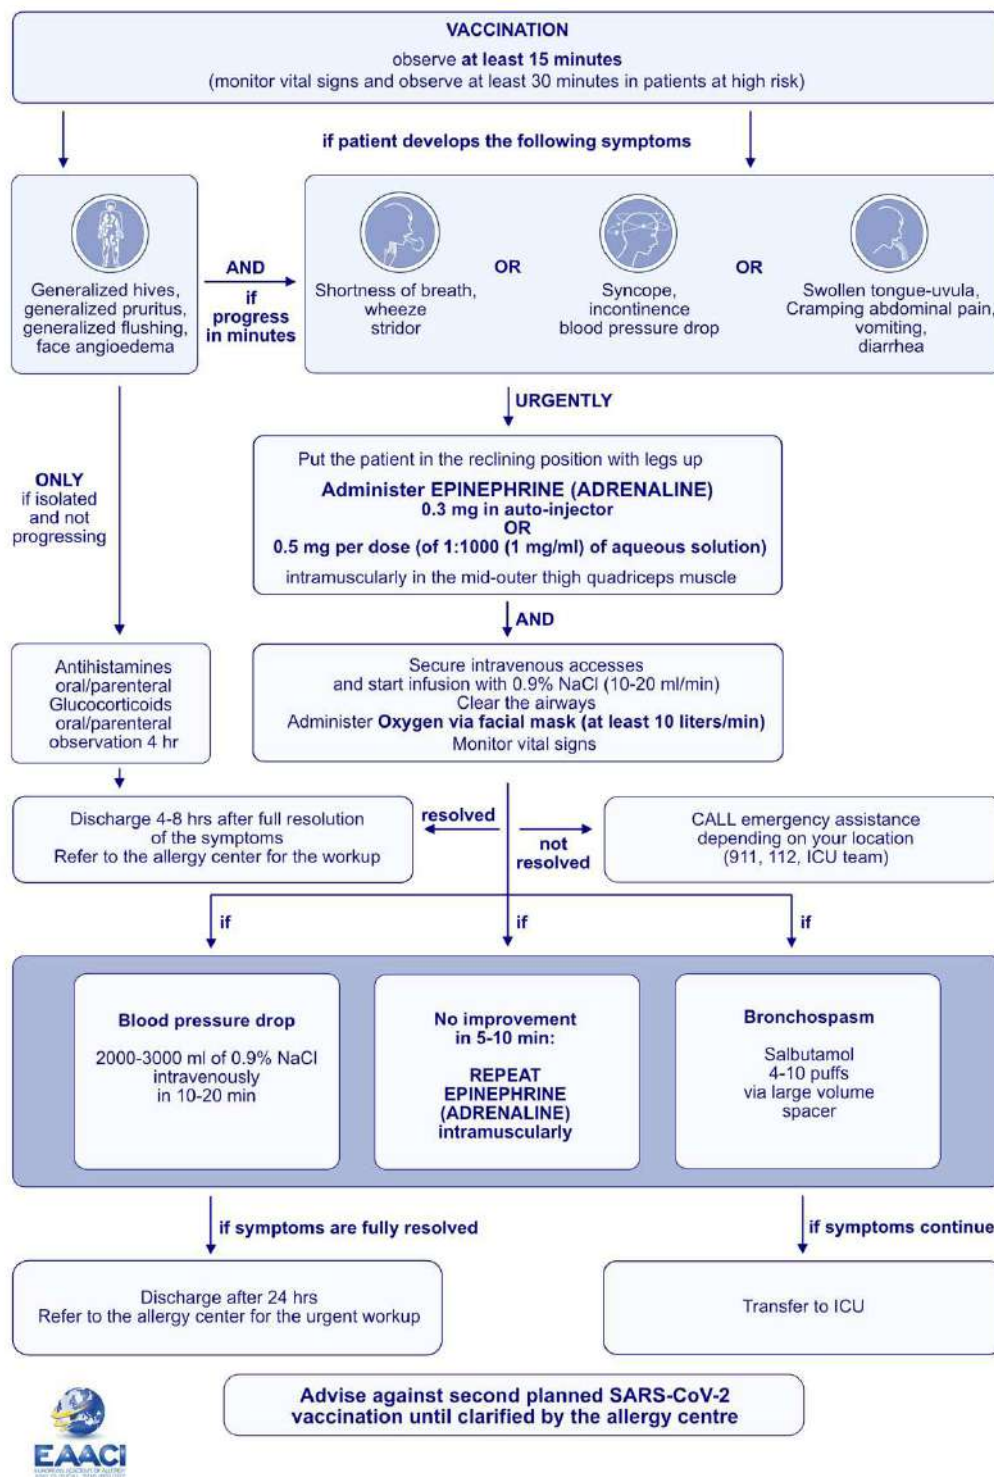 VACCINATION
observe at least 15 minutes
(monitor vital signs and observe at least 30 minutes in patients at high risk)
if patient develops the following symptoms
Generalized hives,
generalized pruritus,
generalized flushing,
face angioedema
AND
if
progress
in minutes
Shortness of breath,
wheeze
stridor
OR
Syncope,
incontinence
blood pressure drop
OR
Swollen tongue-uvula,
Cramping abdominal pain,
vomiting,
diarrhea
URGENTLY
Put the patient in the reclining position with legs up
Administer EPINEPHRINE (ADRENALINE)
0.3 mg in auto-injector
OR
0.5 mg per dose (of 1:1000 (1 mg/ml) of aqueous solution)
intramuscularly in the mid-outer thigh quadriceps muscle
ONLY
if isolated
and not
progressing
AND
Antihistamines
oral/parenteral
Glucocorticoids
oral/parenteral
observation 4 hr
Secure intravenous accesses
and start infusion with 0.9% NaCl (10-20 ml/min)
Clear the airways
Administer Oxygen via facial mask (at least 10 liters/min)
Monitor vital signs
Discharge 4-8 hrs after full resolution
of the symptoms
Refer to the allergy center for the workup
resolved
not
resolved
CALL emergency assistance
depending on your location
(911, 112, ICU team)
if
if
if
Blood pressure drop
2000-3000 ml of 0.9% NaCl
intravenously
in 10-20 min
No improvement
in 5-10 min:
REPEAT
EPINEPHRINE
(ADRENALINE)
intramuscularly
Bronchospasm
Salbutamol
4-10 puffs
via large volume
spacer
if symptoms are fully resolved
if symptoms continue
Discharge after 24 hrs
Refer to the allergy center for the urgent workup
Transfer to ICU
Advise against second planned SARS-CoV-2
vaccination until clarified by the allergy centre
EAACI